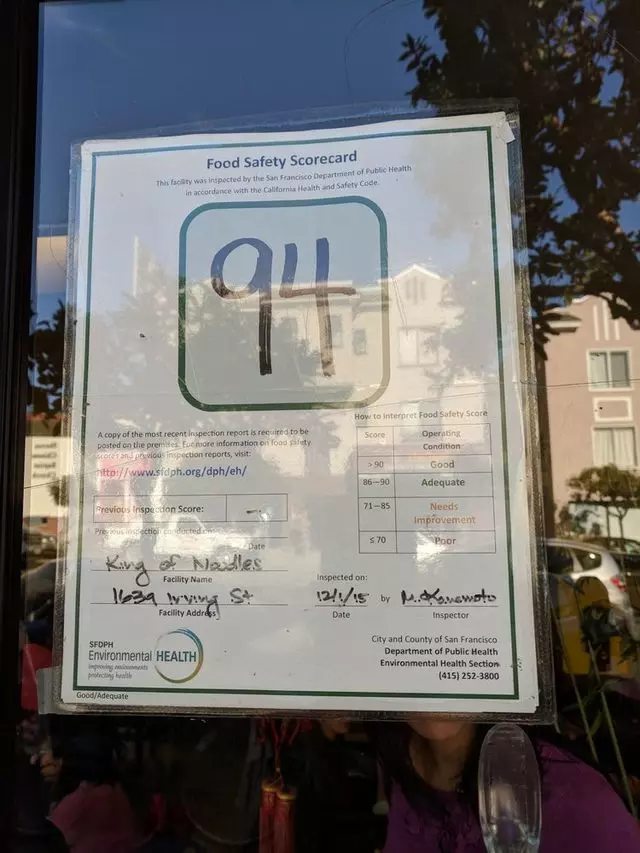 Food Safety Scorecard
This facility was inspected by the San Francisco Department of Public Health
in accordance with the California Health and Safety Code.
94
A copy of the most recent inspection report is required to be
posted on the premises. For more information on food safety
scores and previous inspection reports, visit:
http://www.sfdph.org/dph/eh/
How to Interpret Food Safety Score
Score Operating Condition
> 90 Good
86—90 Adequate
71—85 Needs Improvement
≤ 70 Poor
Previous Inspection Score: --
Previous inspection conducted on:
Date
King of Noodles
Facility Name
1639 Irving St
Facility Address
Inspected on:
12/1/15 by M. Kanemoto
Date Inspector
SFDPH
Environmental HEALTH
improving environments
protecting health
City and County of San Francisco
Department of Public Health
Environmental Health Section
(415) 252-3800
Good/Adequate